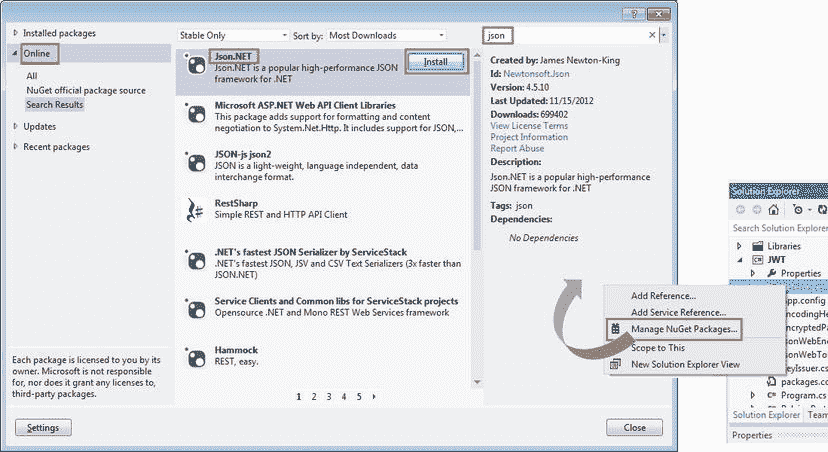 Installed packages
Online
All
NuGet official package source
Search Results
Updates
Recent packages
Each package is licensed to you by its
owner. Microsoft is not responsible
for, nor does it grant any licenses to,
third-party packages.
Settings
Stable Only
Sort by: Most Downloads
Json.NET
Json.NET is a popular high-performance JSON
framework for .NET
Install
Microsoft ASP.NET Web API Client Libraries
This package adds support for formatting and content
negotiation to System.Net.Http. It includes support for JSON,...
JSON-js json2
JSON is a light-weight, language independent, data
interchange format.
RestSharp
Simple REST and HTTP API Client
.NET's fastest JSON Serializer by ServiceStack
.NET's fastest JSON, JSV and CSV Text Serializers (3x faster than
JSON.NET)
Service Clients and Common libs for ServiceStack projects
Opensource .NET and Mono REST Web Services framework
Hammock
REST, easy.
1 2 3 4 5
json
Created by: James Newton-King
Id: Newtonsoft.Json
Version: 4.5.10
Last Updated: 11/15/2012
Downloads: 699402
View License Terms
Project Information
Report Abuse
Description:
Json.NET is a popular high-performance
JSON framework for .NET
Tags: json
Dependencies:
No Dependencies
Close
Add Reference...
Add Service Reference...
Manage NuGet Packages...
Scope to This
New Solution Explorer View
Solution Explorer
Search Solution Explorer
Libraries
JWT
Properties
App.config
ncodingHe
ncryptedPa
sonWebEnc
sonWebTo
eyIssuer.cs
packages.co
Program.cs
Solution Explorer Team
Properties